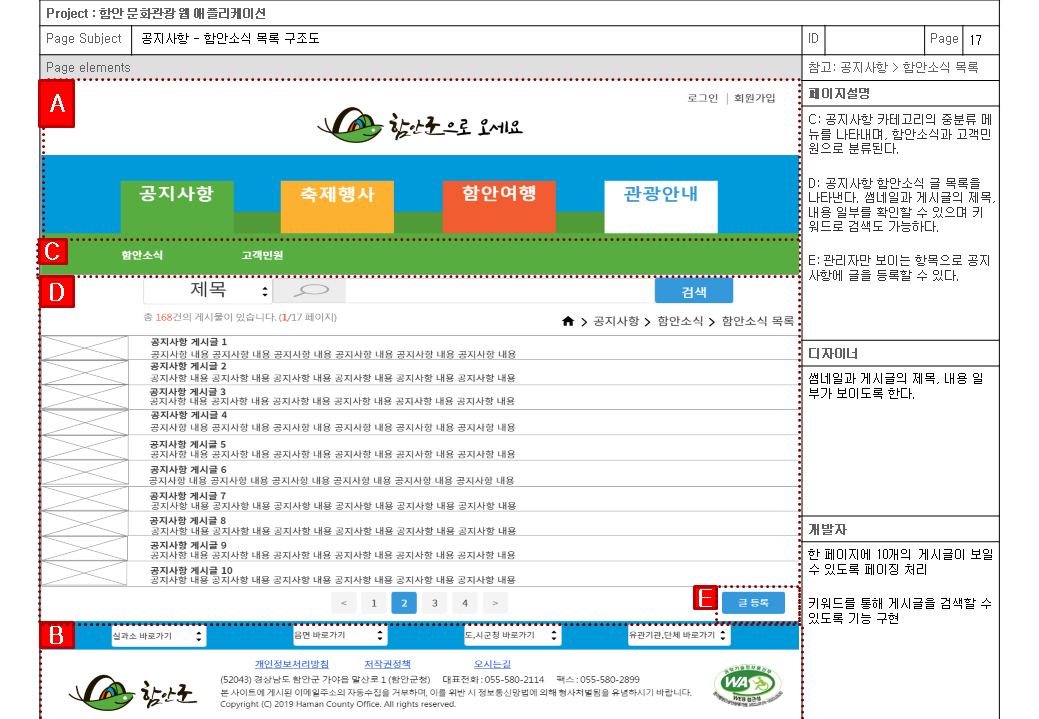 Project : 함안 문화관광 웹 애플리케이션
Page Subject 공지사항 - 함안소식 목록 구조도 ID Page 17
Page elements
참고: 공지사항 > 함안소식 목록
A
로그인 | 회원가입
함안군으로 오세요
공지사항 축제행사 함안여행 관광안내
C
함안소식 고객민원
D
제목 검색
총 168건의 게시물이 있습니다. (1/17 페이지)
> 공지사항 > 함안소식 > 함안소식 목록
공지사항 게시글 1
공지사항 내용 공지사항 내용 공지사항 내용 공지사항 내용 공지사항 내용 공지사항 내용
공지사항 게시글 2
공지사항 내용 공지사항 내용 공지사항 내용 공지사항 내용 공지사항 내용 공지사항 내용
공지사항 게시글 3
공지사항 내용 공지사항 내용 공지사항 내용 공지사항 내용 공지사항 내용 공지사항 내용
공지사항 게시글 4
공지사항 내용 공지사항 내용 공지사항 내용 공지사항 내용 공지사항 내용 공지사항 내용
공지사항 게시글 5
공지사항 내용 공지사항 내용 공지사항 내용 공지사항 내용 공지사항 내용 공지사항 내용
공지사항 게시글 6
공지사항 내용 공지사항 내용 공지사항 내용 공지사항 내용 공지사항 내용 공지사항 내용
공지사항 게시글 7
공지사항 내용 공지사항 내용 공지사항 내용 공지사항 내용 공지사항 내용 공지사항 내용
공지사항 게시글 8
공지사항 내용 공지사항 내용 공지사항 내용 공지사항 내용 공지사항 내용 공지사항 내용
공지사항 게시글 9
공지사항 내용 공지사항 내용 공지사항 내용 공지사항 내용 공지사항 내용 공지사항 내용
공지사항 게시글 10
공지사항 내용 공지사항 내용 공지사항 내용 공지사항 내용 공지사항 내용 공지사항 내용
< 1 2 3 4 >
E 글 등록
B
실과소 바로가기 읍면 바로가기 도,시군청 바로가기 유관기관,단체 바로가기
개인정보처리방침 저작권정책 오시는길
함안군
(52043) 경상남도 함안군 가야읍 말산로 1 (함안군청) 대표전화 : 055-580-2114 팩스 : 055-580-2899
본 사이트에 게시된 이메일주소의 자동수집을 거부하며, 이를 위반 시 정보통신망법에 의해 형사처벌됨을 유념하시기 바랍니다.
Copyright (C) 2019 Haman County Office. All rights reserved.
WA
WEB 접근성
페이지설명
C: 공지사항 카테고리의 중분류 메
뉴를 나타내며, 함안소식과 고객민
원으로 분류된다.
D: 공지사항 함안소식 글 목록을
나타낸다. 썸네일과 게시글의 제목,
내용 일부를 확인할 수 있으며 키
워드로 검색도 가능하다.
E: 관리자만 보이는 항목으로 공지
사항에 글을 등록할 수 있다.
디자이너
썸네일과 게시글의 제목, 내용 일
부가 보이도록 한다.
개발자
한 페이지에 10개의 게시글이 보일
수 있도록 페이징 처리
키워드를 통해 게시글을 검색할 수
있도록 기능 구현